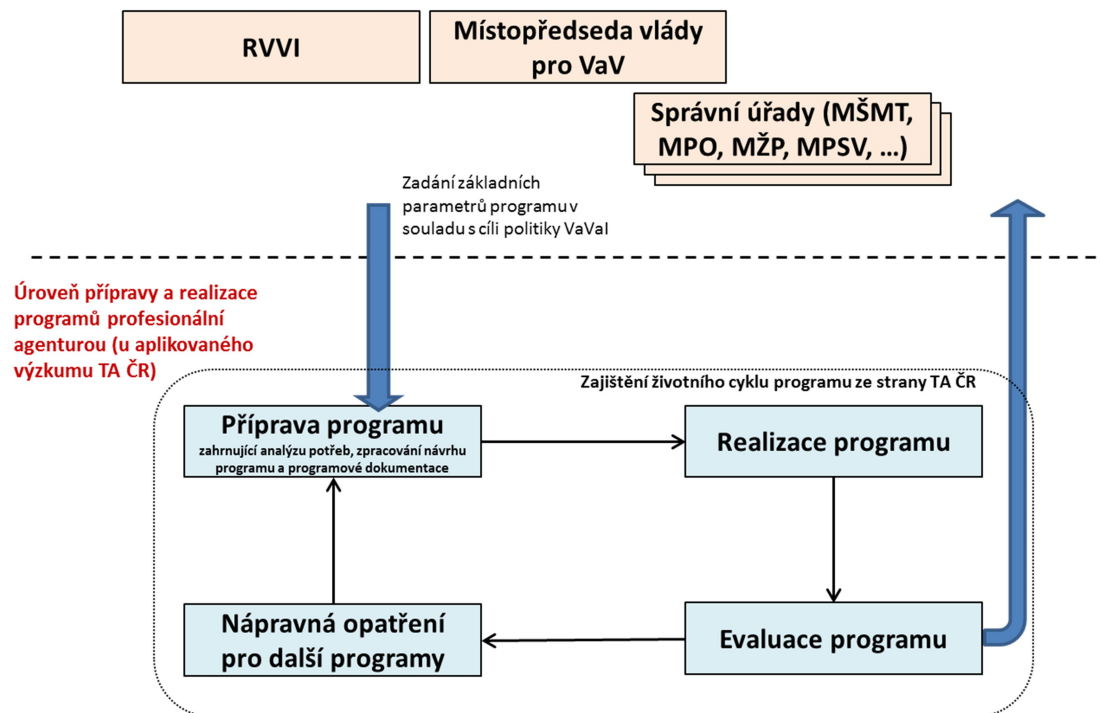 RVVI
Místopředseda vlády
pro VaV
Správní úřady (MŠMT,
MPO, MŽP, MPSV, ...)
Zadání základních
parametrů programu v
souladu s cíli politiky VaVaI
Úroveň přípravy a realizace
programů profesionální
agenturou (u aplikovaného
výzkumu TA ČR)
Zajištění životního cyklu programu ze strany TA ČR
Příprava programu
zahrnující analýzu potřeb, zpracování návrhu
programu a programové dokumentace
Realizace programu
Nápravná opatření
pro další programy
Evaluace programu